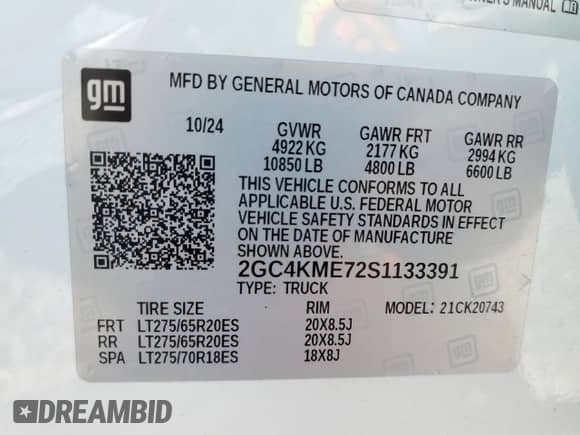 OWNER'S MANUAL
gm
MFD BY GENERAL MOTORS OF CANADA COMPANY
10/24 GVWR GAWR FRT GAWR RR
4922 KG 2177 KG 2994 KG
10850 LB 4800 LB 6600 LB
THIS VEHICLE CONFORMS TO ALL
APPLICABLE U.S. FEDERAL MOTOR
VEHICLE SAFETY STANDARDS IN EFFECT
ON THE DATE OF MANUFACTURE
SHOWN ABOVE.
2GC4KME72S1133391
TYPE: TRUCK MODEL: 21CK20743
TIRE SIZE RIM
FRT LT275/65R20ES 20X8.5J
RR LT275/65R20ES 20X8.5J
SPA LT275/70R18ES 18X8J
DREAMBID